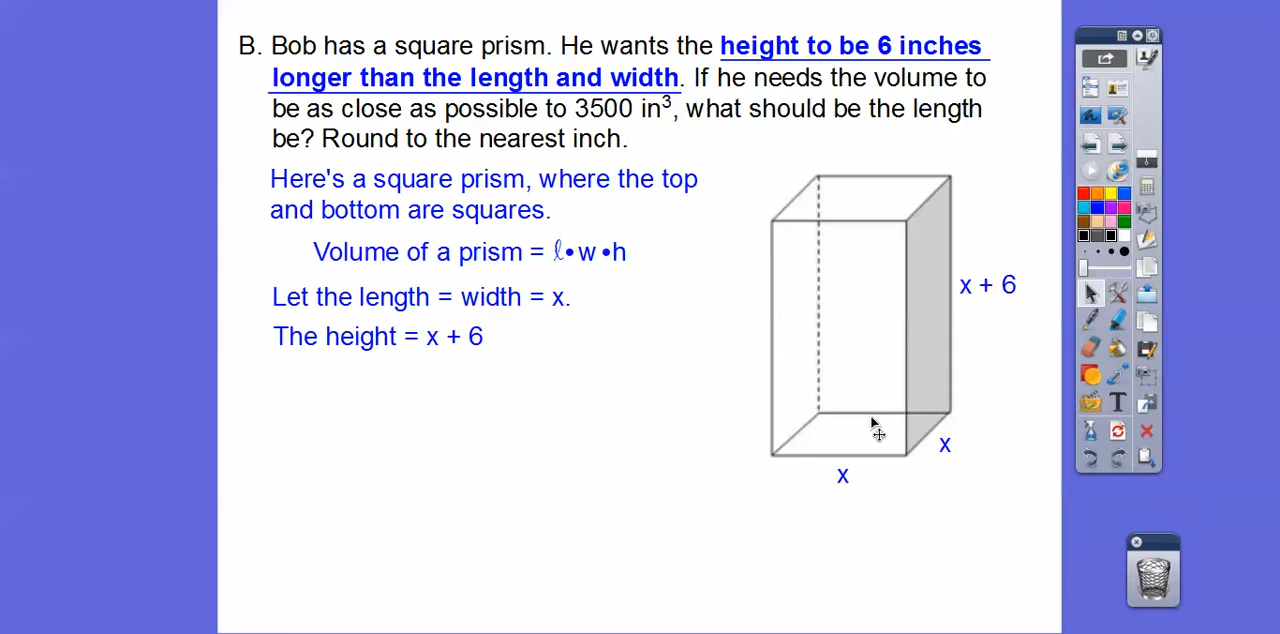 B. Bob has a square prism. He wants the height to be 6 inches
longer than the length and width. If he needs the volume to
be as close as possible to 3500 in³, what should be the length
be? Round to the nearest inch.
Here's a square prism, where the top
and bottom are squares.
Volume of a prism = ℓ•w•h
Let the length = width = x.
The height = x + 6
x + 6
x
x